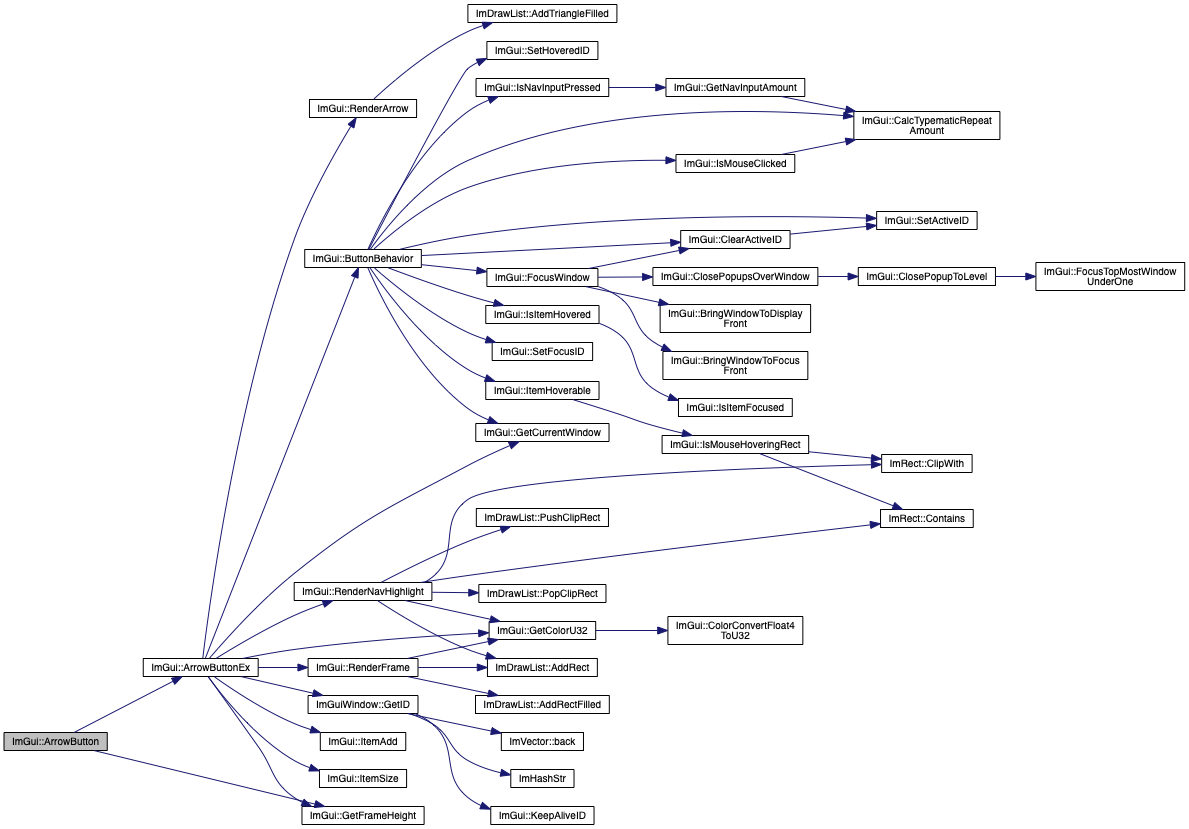 ImDrawList::AddTriangleFilled
ImGui::SetHoveredID
ImGui::IsNavInputPressed
ImGui::GetNavInputAmount
ImGui::RenderArrow
ImGui::CalcTypematicRepeat
Amount
ImGui::IsMouseClicked
ImGui::SetActiveID
ImGui::ClearActiveID
ImGui::ButtonBehavior
ImGui::FocusWindow
ImGui::ClosePopupsOverWindow
ImGui::ClosePopupToLevel
ImGui::FocusTopMostWindow
UnderOne
ImGui::IsItemHovered
ImGui::BringWindowToDisplay
Front
ImGui::SetFocusID
ImGui::BringWindowToFocus
Front
ImGui::ItemHoverable
ImGui::IsItemFocused
ImGui::GetCurrentWindow
ImGui::IsMouseHoveringRect
ImRect::ClipWith
ImDrawList::PushClipRect
ImRect::Contains
ImGui::RenderNavHighlight
ImDrawList::PopClipRect
ImGui::GetColorU32
ImGui::ColorConvertFloat4
ToU32
ImGui::ArrowButtonEx
ImGui::RenderFrame
ImDrawList::AddRect
ImGuiWindow::GetID
ImDrawList::AddRectFilled
ImGui::ArrowButton
ImGui::ItemAdd
ImVector::back
ImGui::ItemSize
ImHashStr
ImGui::GetFrameHeight
ImGui::KeepAliveID